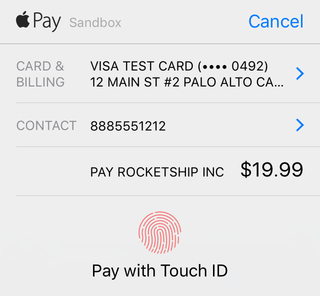 Pay Sandbox Cancel
CARD & VISA TEST CARD (•••• 0492)
BILLING 12 MAIN ST #2 PALO ALTO CA...
CONTACT 8885551212
PAY ROCKETSHIP INC $19.99
Pay with Touch ID